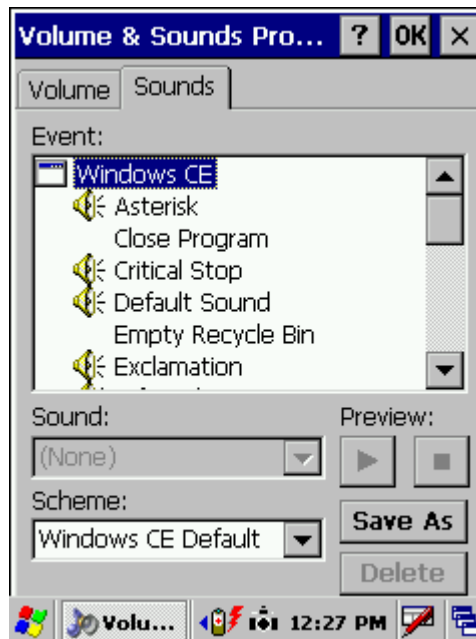 Volume & Sounds Pro... ? OK ×
Volume Sounds
Event:
Windows CE
Asterisk
Close Program
Critical Stop
Default Sound
Empty Recycle Bin
Exclamation
Sound: Preview:
(None)
Scheme:
Windows CE Default Save As
Delete
Volu... 12:27 PM